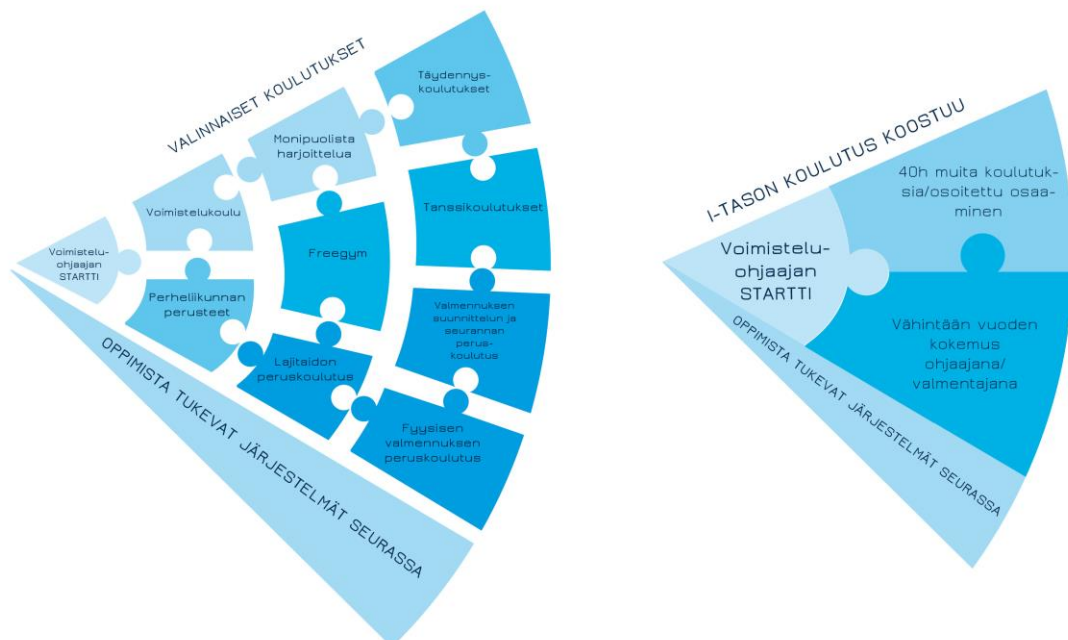 VALINNAISET KOULUTUKSET
Täydennys-
koulutukset
Monipuolista
harjoittelua
Voimistelukoulu
Tanssikoulutukset
Voimistelu-
ohjaajan
STARTTI
Freegym
Perheliikunnan
perusteet
Valmennuksen
suunnittelun ja
seurannan
perus-
koulutus
Lajitaidon
peruskoulutus
Fyysisen
valmennuksen
peruskoulutus
OPPIMISTA TUKEVAT JÄRJESTELMÄT SEURASSA
I-TASON KOULUTUS KOOSTUU
40h muita koulutuk-
sia/osoitettu osaa-
minen
Voimistelu-
ohjaajan
STARTTI
Vähintään vuoden
kokemus
ohjaajana/
valmentajana
OPPIMISTA TUKEVAT JÄRJESTELMÄT SEURASSA